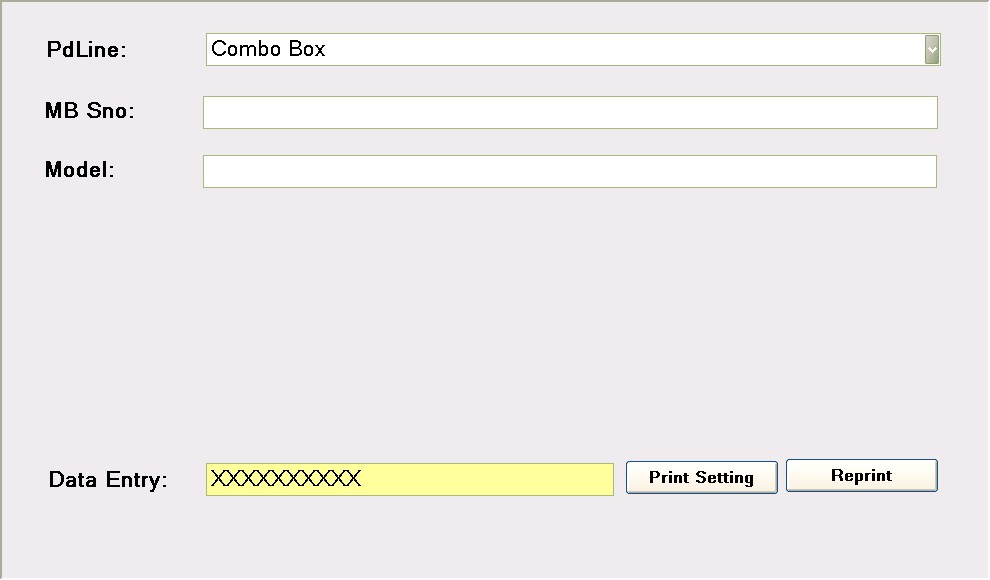 PdLine: Combo Box
MB Sno:
Model:
Data Entry: XXXXXXXXXX Print Setting Reprint